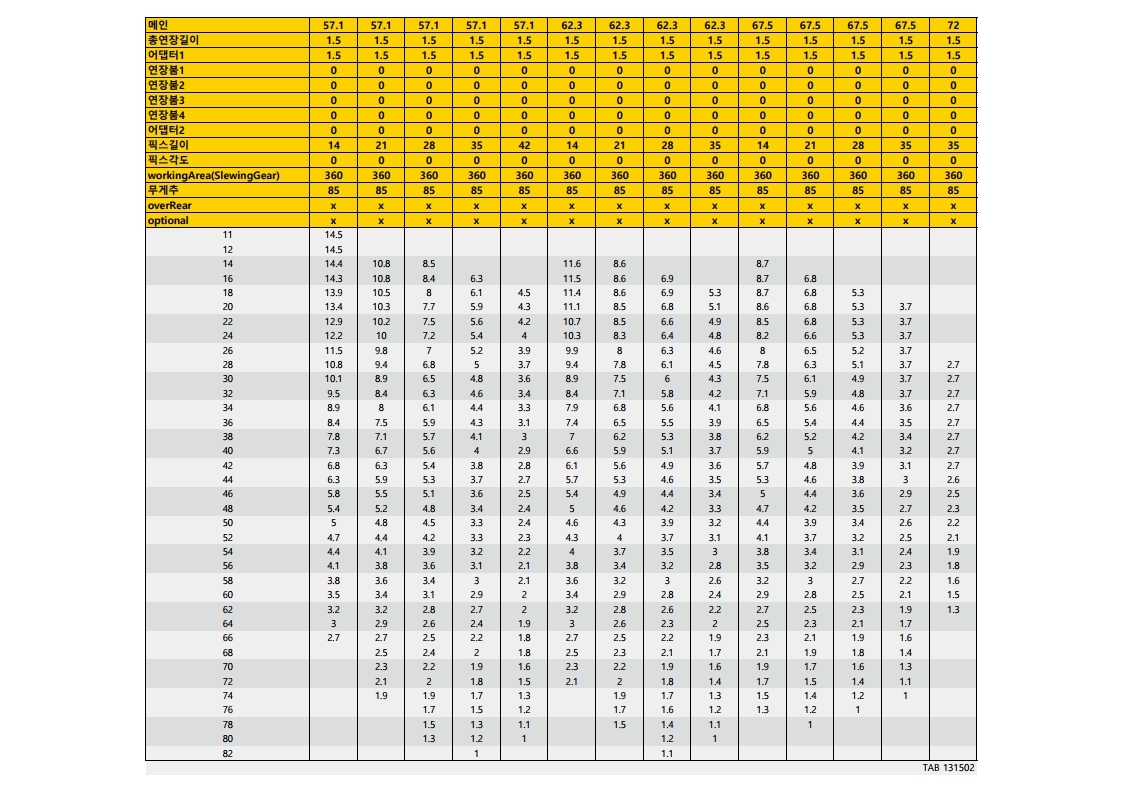 메인 57.1 57.1 57.1 57.1 57.1 62.3 62.3 62.3 62.3 67.5 67.5 67.5 67.5 72
총연장길이 1.5 1.5 1.5 1.5 1.5 1.5 1.5 1.5 1.5 1.5 1.5 1.5 1.5 1.5
어댑터1 1.5 1.5 1.5 1.5 1.5 1.5 1.5 1.5 1.5 1.5 1.5 1.5 1.5 1.5
연장붐1 0 0 0 0 0 0 0 0 0 0 0 0 0 0
연장붐2 0 0 0 0 0 0 0 0 0 0 0 0 0 0
연장붐3 0 0 0 0 0 0 0 0 0 0 0 0 0 0
연장붐4 0 0 0 0 0 0 0 0 0 0 0 0 0 0
어댑터2 0 0 0 0 0 0 0 0 0 0 0 0 0 0
픽스길이 14 21 28 35 42 14 21 28 35 14 21 28 35 35
픽스각도 0 0 0 0 0 0 0 0 0 0 0 0 0 0
workingArea(SlewingGear) 360 360 360 360 360 360 360 360 360 360 360 360 360 360
무게추 85 85 85 85 85 85 85 85 85 85 85 85 85 85
overRear x x x x x x x x x x x x x x
optional x x x x x x x x x x x x x x
11 14.5
12 14.5
14 14.4 10.8 8.5 11.6 8.6 8.7
16 14.3 10.8 8.4 6.3 11.5 8.6 6.9 8.7 6.8
18 13.9 10.5 8 6.1 4.5 11.4 8.6 6.9 5.3 8.7 6.8 5.3
20 13.4 10.3 7.7 5.9 4.3 11.1 8.5 6.8 5.1 8.6 6.8 5.3 3.7
22 12.9 10.2 7.5 5.6 4.2 10.7 8.5 6.6 4.9 8.5 6.8 5.3 3.7
24 12.2 10 7.2 5.4 4 10.3 8.3 6.4 4.8 8.2 6.6 5.3 3.7
26 11.5 9.8 7 5.2 3.9 9.9 8 6.3 4.6 8 6.5 5.2 3.7
28 10.8 9.4 6.8 5 3.7 9.4 7.8 6.1 4.5 7.8 6.3 5.1 3.7 2.7
30 10.1 8.9 6.5 4.8 3.6 8.9 7.5 6 4.3 7.5 6.1 4.9 3.7 2.7
32 9.5 8.4 6.3 4.6 3.4 8.4 7.1 5.8 4.2 7.1 5.9 4.8 3.7 2.7
34 8.9 8 6.1 4.4 3.3 7.9 6.8 5.6 4.1 6.8 5.6 4.6 3.6 2.7
36 8.4 7.5 5.9 4.3 3.1 7.4 6.5 5.5 3.9 6.5 5.4 4.4 3.5 2.7
38 7.8 7.1 5.7 4.1 3 7 6.2 5.3 3.8 6.2 5.2 4.2 3.4 2.7
40 7.3 6.7 5.6 4 2.9 6.6 5.9 5.1 3.7 5.9 5 4.1 3.2 2.7
42 6.8 6.3 5.4 3.8 2.8 6.1 5.6 4.9 3.6 5.7 4.8 3.9 3.1 2.7
44 6.3 5.9 5.3 3.7 2.7 5.7 5.3 4.6 3.5 5.3 4.6 3.8 3 2.6
46 5.8 5.5 5.1 3.6 2.5 5.4 4.9 4.4 3.4 5 4.4 3.6 2.9 2.5
48 5.4 5.2 4.8 3.4 2.4 5 4.6 4.2 3.3 4.7 4.2 3.5 2.7 2.3
50 5 4.8 4.5 3.3 2.4 4.6 4.3 3.9 3.2 4.4 3.9 3.4 2.6 2.2
52 4.7 4.4 4.2 3.3 2.3 4.3 4 3.7 3.1 4.1 3.7 3.2 2.5 2.1
54 4.4 4.1 3.9 3.2 2.2 4 3.7 3.5 3 3.8 3.4 3.1 2.4 1.9
56 4.1 3.8 3.6 3.1 2.1 3.8 3.4 3.2 2.8 3.5 3.2 2.9 2.3 1.8
58 3.8 3.6 3.4 3 2.1 3.6 3.2 3 2.6 3.2 3 2.7 2.2 1.6
60 3.5 3.4 3.1 2.9 2 3.4 2.9 2.8 2.4 2.9 2.8 2.5 2.1 1.5
62 3.2 3.2 2.8 2.7 2 3.2 2.8 2.6 2.2 2.7 2.5 2.3 1.9 1.3
64 3 2.9 2.6 2.4 1.9 3 2.6 2.3 2 2.5 2.3 2.1 1.7
66 2.7 2.7 2.5 2.2 1.8 2.7 2.5 2.2 1.9 2.3 2.1 1.9 1.6
68 2.5 2.4 2 1.8 2.5 2.3 2.1 1.7 2.1 1.9 1.8 1.4
70 2.3 2.2 1.9 1.6 2.3 2.2 1.9 1.6 1.9 1.7 1.6 1.3
72 2.1 2 1.8 1.5 2.1 2 1.8 1.4 1.7 1.5 1.4 1.1
74 1.9 1.9 1.7 1.3 1.9 1.7 1.3 1.5 1.4 1.2 1
76 1.7 1.5 1.2 1.7 1.6 1.2 1.3 1.2 1
78 1.5 1.3 1.1 1.5 1.4 1.1 1
80 1.3 1.2 1 1.2 1
82 1 1.1
TAB 131502